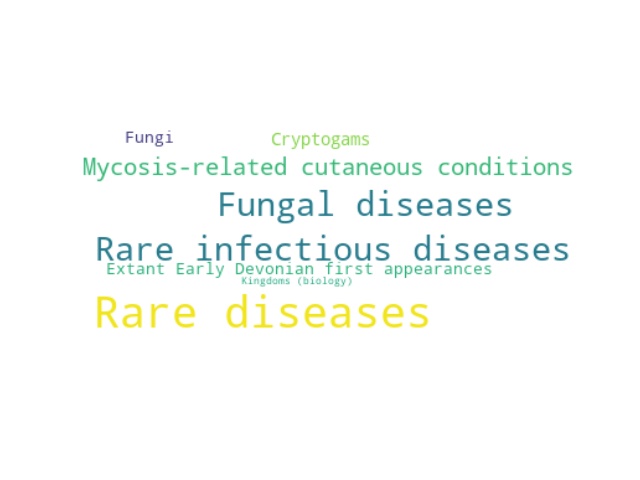 Fungi Cryptogams
Mycosis-related cutaneous conditions
Fungal diseases
Rare infectious diseases
Extant Early Devonian first appearances
Kingdoms (biology)
Rare diseases